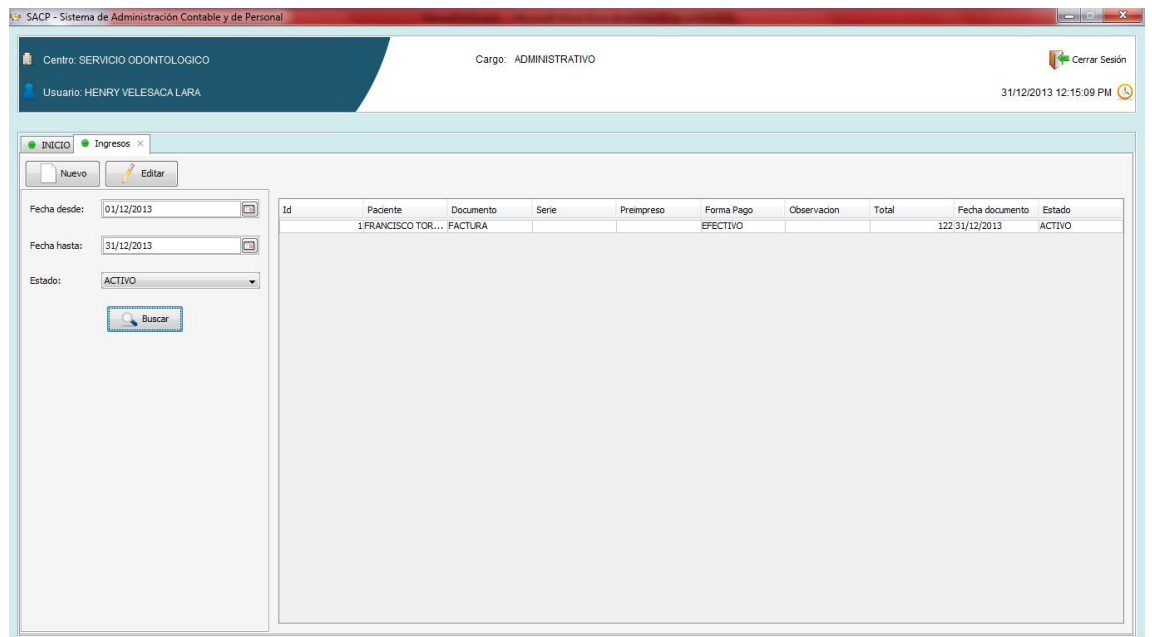 SACP - Sistema de Administración Contable y de Personal
Centro: SERVICIO ODONTOLOGICO
Cargo: ADMINISTRATIVO
Cerrar Sesión
Usuario: HENRY VELESACA LARA
31/12/2013 12:15:09 PM
INICIO Ingresos
Nuevo Editar
Fecha desde: 01/12/2013
Fecha hasta: 31/12/2013
Estado: ACTIVO
Buscar
Id Paciente Documento Serie Preimpreso Forma Pago Observacion Total Fecha documento Estado
1 FRANCISCO TOR... FACTURA EFECTIVO 122 31/12/2013 ACTIVO